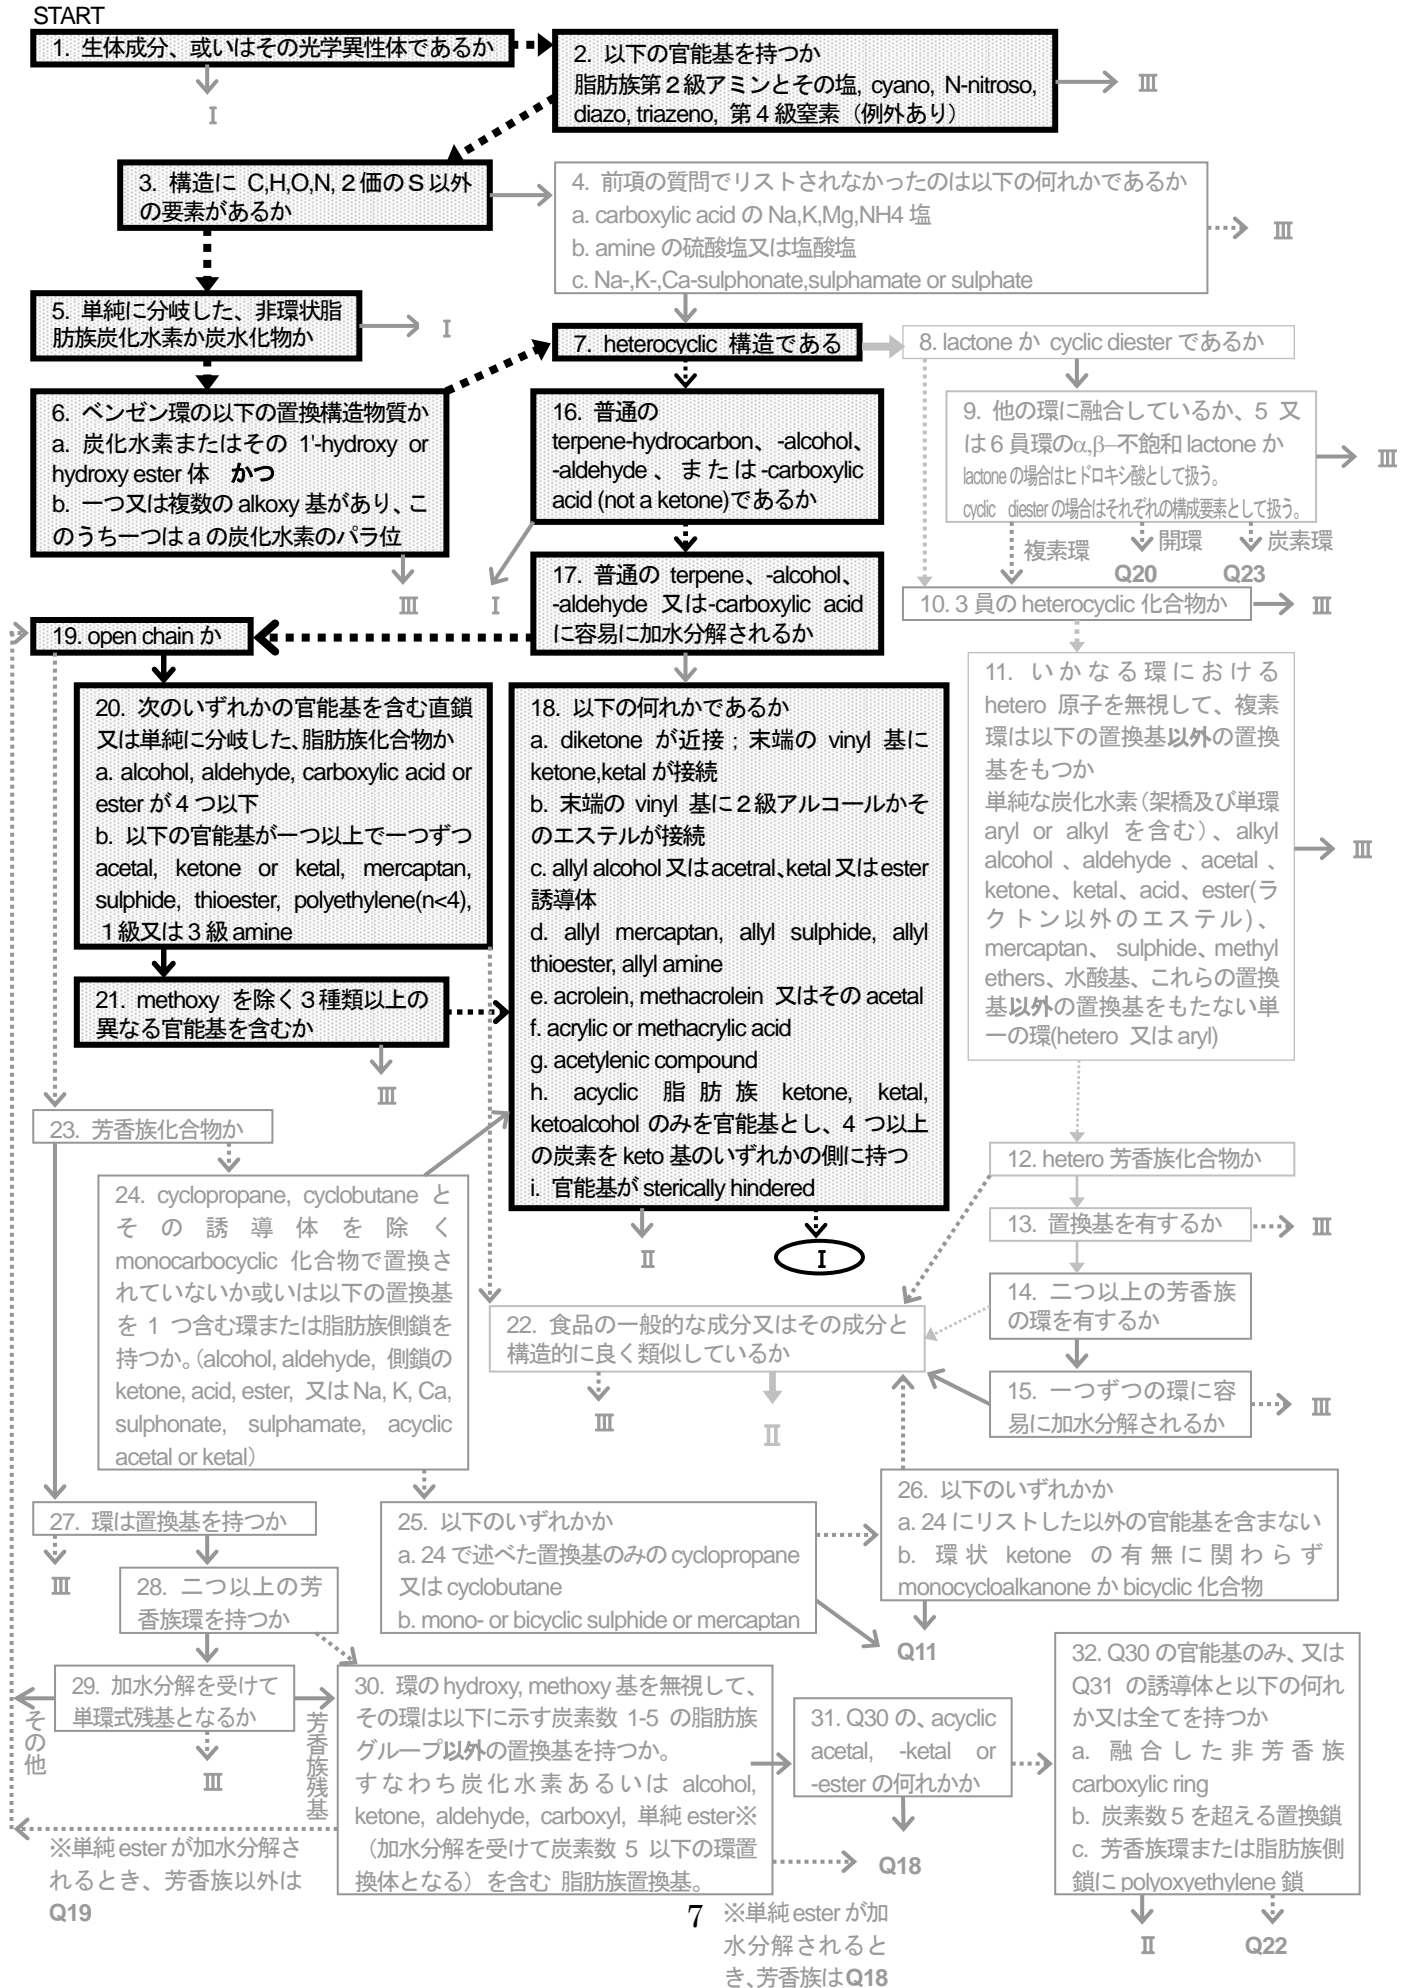 START
1. 生体成分、或いはその光学異性体であるか
I
2. 以下の官能基を持つか
脂肪族第２級アミンとその塩, cyano, N-nitroso,
diazo, triazeno, 第４級窒素（例外あり）
Ⅲ
3. 構造に C,H,O,N,２価の S 以外
の要素があるか
4. 前項の質問でリストされなかったのは以下の何れかであるか
a. carboxylic acid の Na,K,Mg,NH4 塩
b. amine の硫酸塩又は塩酸塩
c. Na-,K-,Ca-sulphonate,sulphamate or sulphate
Ⅲ
5. 単純に分岐した、非環状脂
肪族炭化水素か炭水化物か
I
7. heterocyclic 構造である
8. lactone か cyclic diester であるか
6. ベンゼン環の以下の置換構造物質か
a. 炭化水素またはその 1'-hydroxy or
hydroxy ester 体　かつ
b. 一つ又は複数の alkoxy 基があり、こ
のうち一つは a の炭化水素のパラ位
Ⅲ
16. 普通の
terpene-hydrocarbon、-alcohol、
-aldehyde、または-carboxylic
acid (not a ketone)であるか
I
9. 他の環に融合しているか、5 又
は 6 員環のα,β–不飽和 lactone か
lactone の場合はヒドロキシ酸として扱う。
cyclic diester の場合はそれぞれの構成要素として扱う。
Ⅲ
複素環
開環
炭素環
Q20
Q23
17. 普通の terpene、-alcohol、
-aldehyde 又は-carboxylic acid
に容易に加水分解されるか
10. 3 員の heterocyclic 化合物か
Ⅲ
19. open chain か
20. 次のいずれかの官能基を含む直鎖
又は単純に分岐した、脂肪族化合物か
a. alcohol, aldehyde, carboxylic acid or
ester が 4 つ以下
b. 以下の官能基が一つ以上で一つずつ
acetal, ketone or ketal, mercaptan,
sulphide, thioester, polyethylene(n<4),
１級又は３級 amine
18. 以下の何れかであるか
a. diketone が近接；末端の vinyl 基に
ketone,ketal が接続
b. 末端の vinyl 基に２級アルコールかそ
のエステルが接続
c. allyl alcohol 又は acetral、ketal 又は ester
誘導体
d. allyl mercaptan, allyl sulphide, allyl
thioester, allyl amine
e. acrolein, methacrolein 又はその acetal
f. acrylic or methacrylic acid
g. acetylenic compound
h. acyclic 脂肪族 ketone, ketal,
ketoalcohol のみを官能基とし、4 つ以上
の炭素を keto 基のいずれかの側に持つ
i. 官能基が sterically hindered
Ⅱ
I
11. いかなる環における
hetero 原子を無視して、複素
環は以下の置換基以外の置換
基をもつか
単純な炭化水素（架橋及び単環
aryl or alkyl を含む）、alkyl
alcohol、aldehyde、acetal、
ketone、ketal、acid、ester(ラ
クトン以外のエステル)、
mercaptan、sulphide、methyl
ethers、水酸基、これらの置換
基以外の置換基をもたない単
一の環(hetero 又は aryl)
Ⅲ
21. methoxy を除く３種類以上の
異なる官能基を含むか
Ⅲ
23. 芳香族化合物か
12. hetero 芳香族化合物か
24. cyclopropane, cyclobutane と
その誘導体を除く
monocarbocyclic 化合物で置換さ
れていないか或いは以下の置換基
を 1 つ含む環または脂肪族側鎖を
持つか。(alcohol, aldehyde, 側鎖の
ketone, acid, ester, 又は Na, K, Ca,
sulphonate, sulphamate, acyclic
acetal or ketal）
13. 置換基を有するか
Ⅲ
14. 二つ以上の芳香族
の環を有するか
22. 食品の一般的な成分又はその成分と
構造的に良く類似しているか
Ⅲ
Ⅱ
15. 一つずつの環に容
易に加水分解されるか
Ⅲ
27. 環は置換基を持つか
Ⅲ
25. 以下のいずれかか
a. 24 で述べた置換基のみの cyclopropane
又は cyclobutane
b. mono- or bicyclic sulphide or mercaptan
26. 以下のいずれかか
a. 24 にリストした以外の官能基を含まない
b. 環状 ketone の有無に関わらず
monocycloalkanone か bicyclic 化合物
Q11
28. 二つ以上の芳
香族環を持つか
29. 加水分解を受けて
単環式残基となるか
その他
芳香族残基
Ⅲ
30. 環の hydroxy, methoxy 基を無視して、
その環は以下に示す炭素数 1-5 の脂肪族
グループ以外の置換基を持つか。
すなわち炭化水素あるいは alcohol,
ketone, aldehyde, carboxyl, 単純 ester※
（加水分解を受けて炭素数 5 以下の環置
換体となる）を含む 脂肪族置換基。
31. Q30 の、acyclic
acetal, -ketal or
-ester の何れかか
Q18
32. Q30 の官能基のみ、又は
Q31 の誘導体と以下の何れ
か又は全てを持つか
a. 融合した非芳香族
carboxylic ring
b. 炭素数 5 を超える置換鎖
c. 芳香族環または脂肪族側
鎖に polyoxyethylene 鎖
Ⅱ
Q22
※単純 ester が加水分解さ
れるとき、芳香族以外は
Q19
7
※単純 ester が加
水分解されると
き、芳香族は Q18